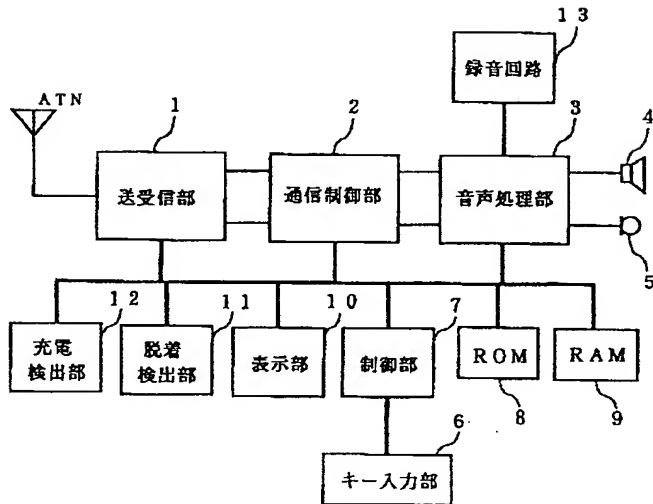 13
録音回路
ATN
1
2
3
4
送受信部
通信制御部
音声処理部
5
12
11
10
7
充電
検出部
脱着
検出部
表示部
制御部
ROM
RAM
8
9
6
キー入力部